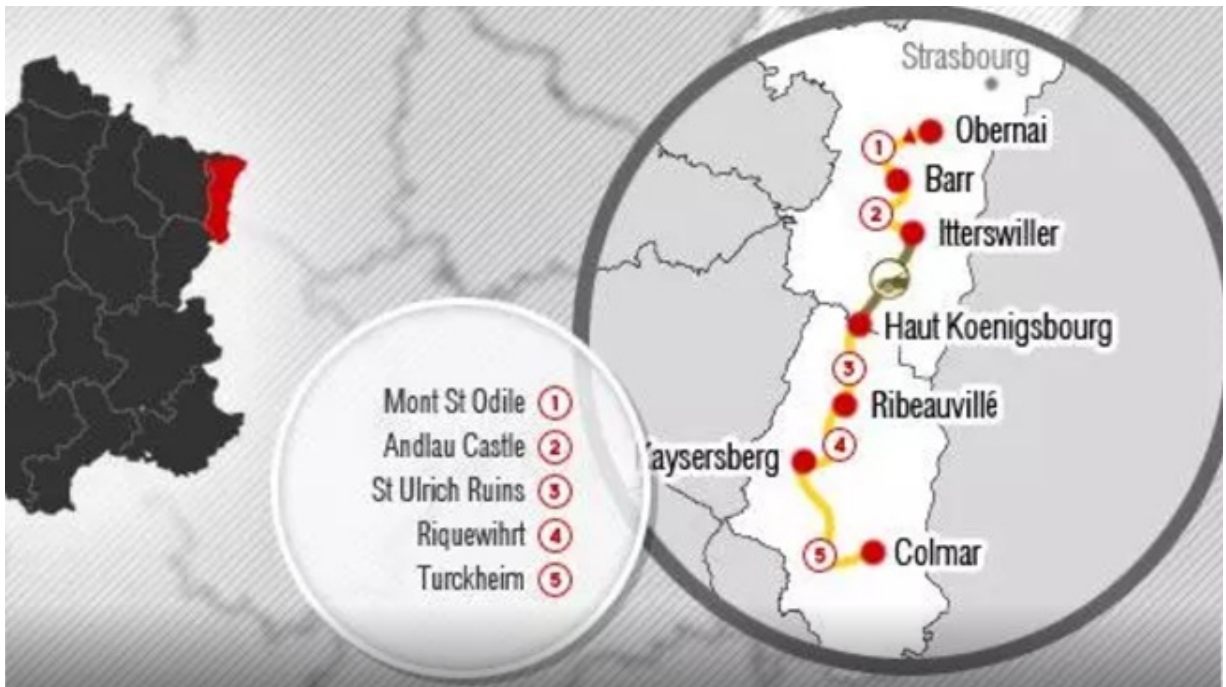 Strasbourg
Obernai
1
Barr
2
Itterswiller
Haut Koenigsbourg
3
Ribeauvillé
4
aysersberg
5
Colmar
Mont St Odile 1
Andlau Castle 2
St Ulrich Ruins 3
Riquewihrt 4
Turckheim 5